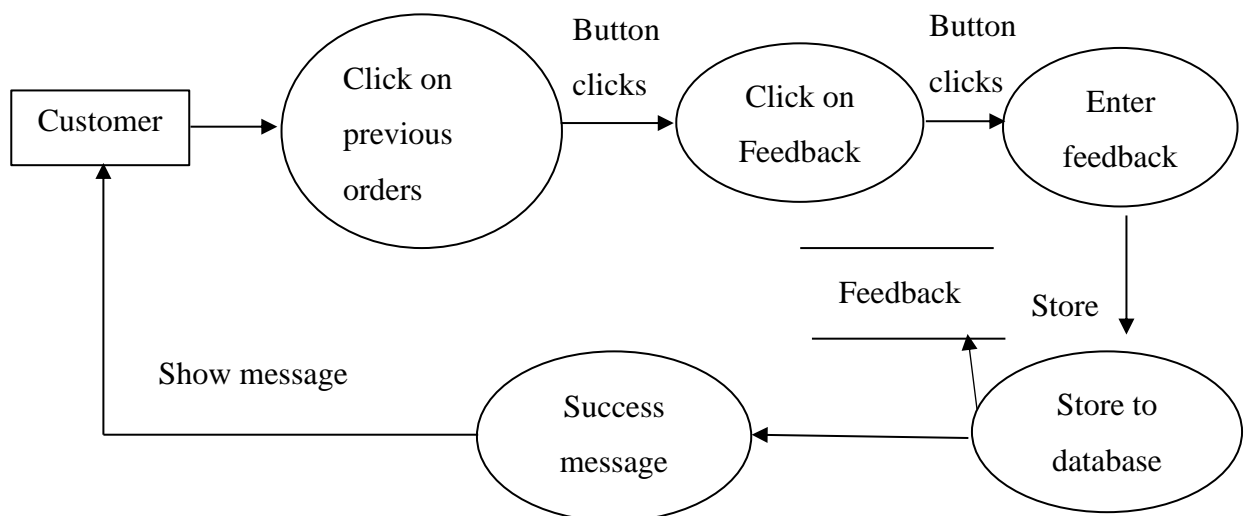 Customer
Click on
previous
orders
Button
clicks
Click on
Feedback
Button
clicks
Enter
feedback
Feedback
Store
Store to
database
Success
message
Show message